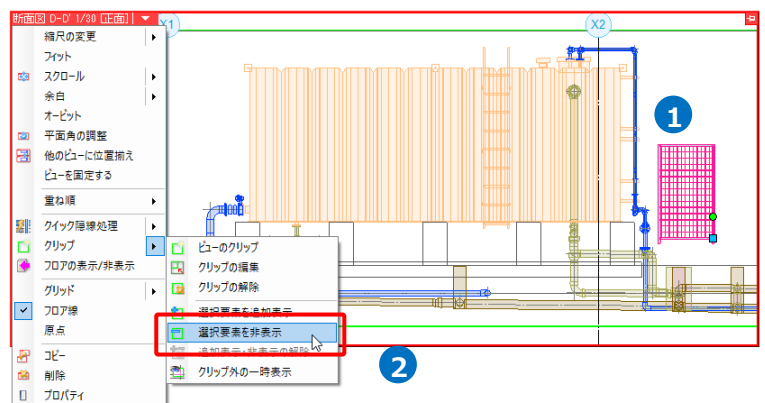 断面図 D-D' 1/30 [正面]
X1
X2
縮尺の変更
フィット
スクロール
余白
オービット
平面角の調整
他のビューに位置揃え
ビューを固定する
重ね順
クイック隠線処理
クリップ
フロアの表示/非表示
グリッド
フロア線
原点
コピー
削除
プロパティ
ビューのクリップ
クリップの編集
クリップの解除
選択要素を追加表示
選択要素を非表示
追加表示・非表示の解除
クリップ外の一時表示
1
2